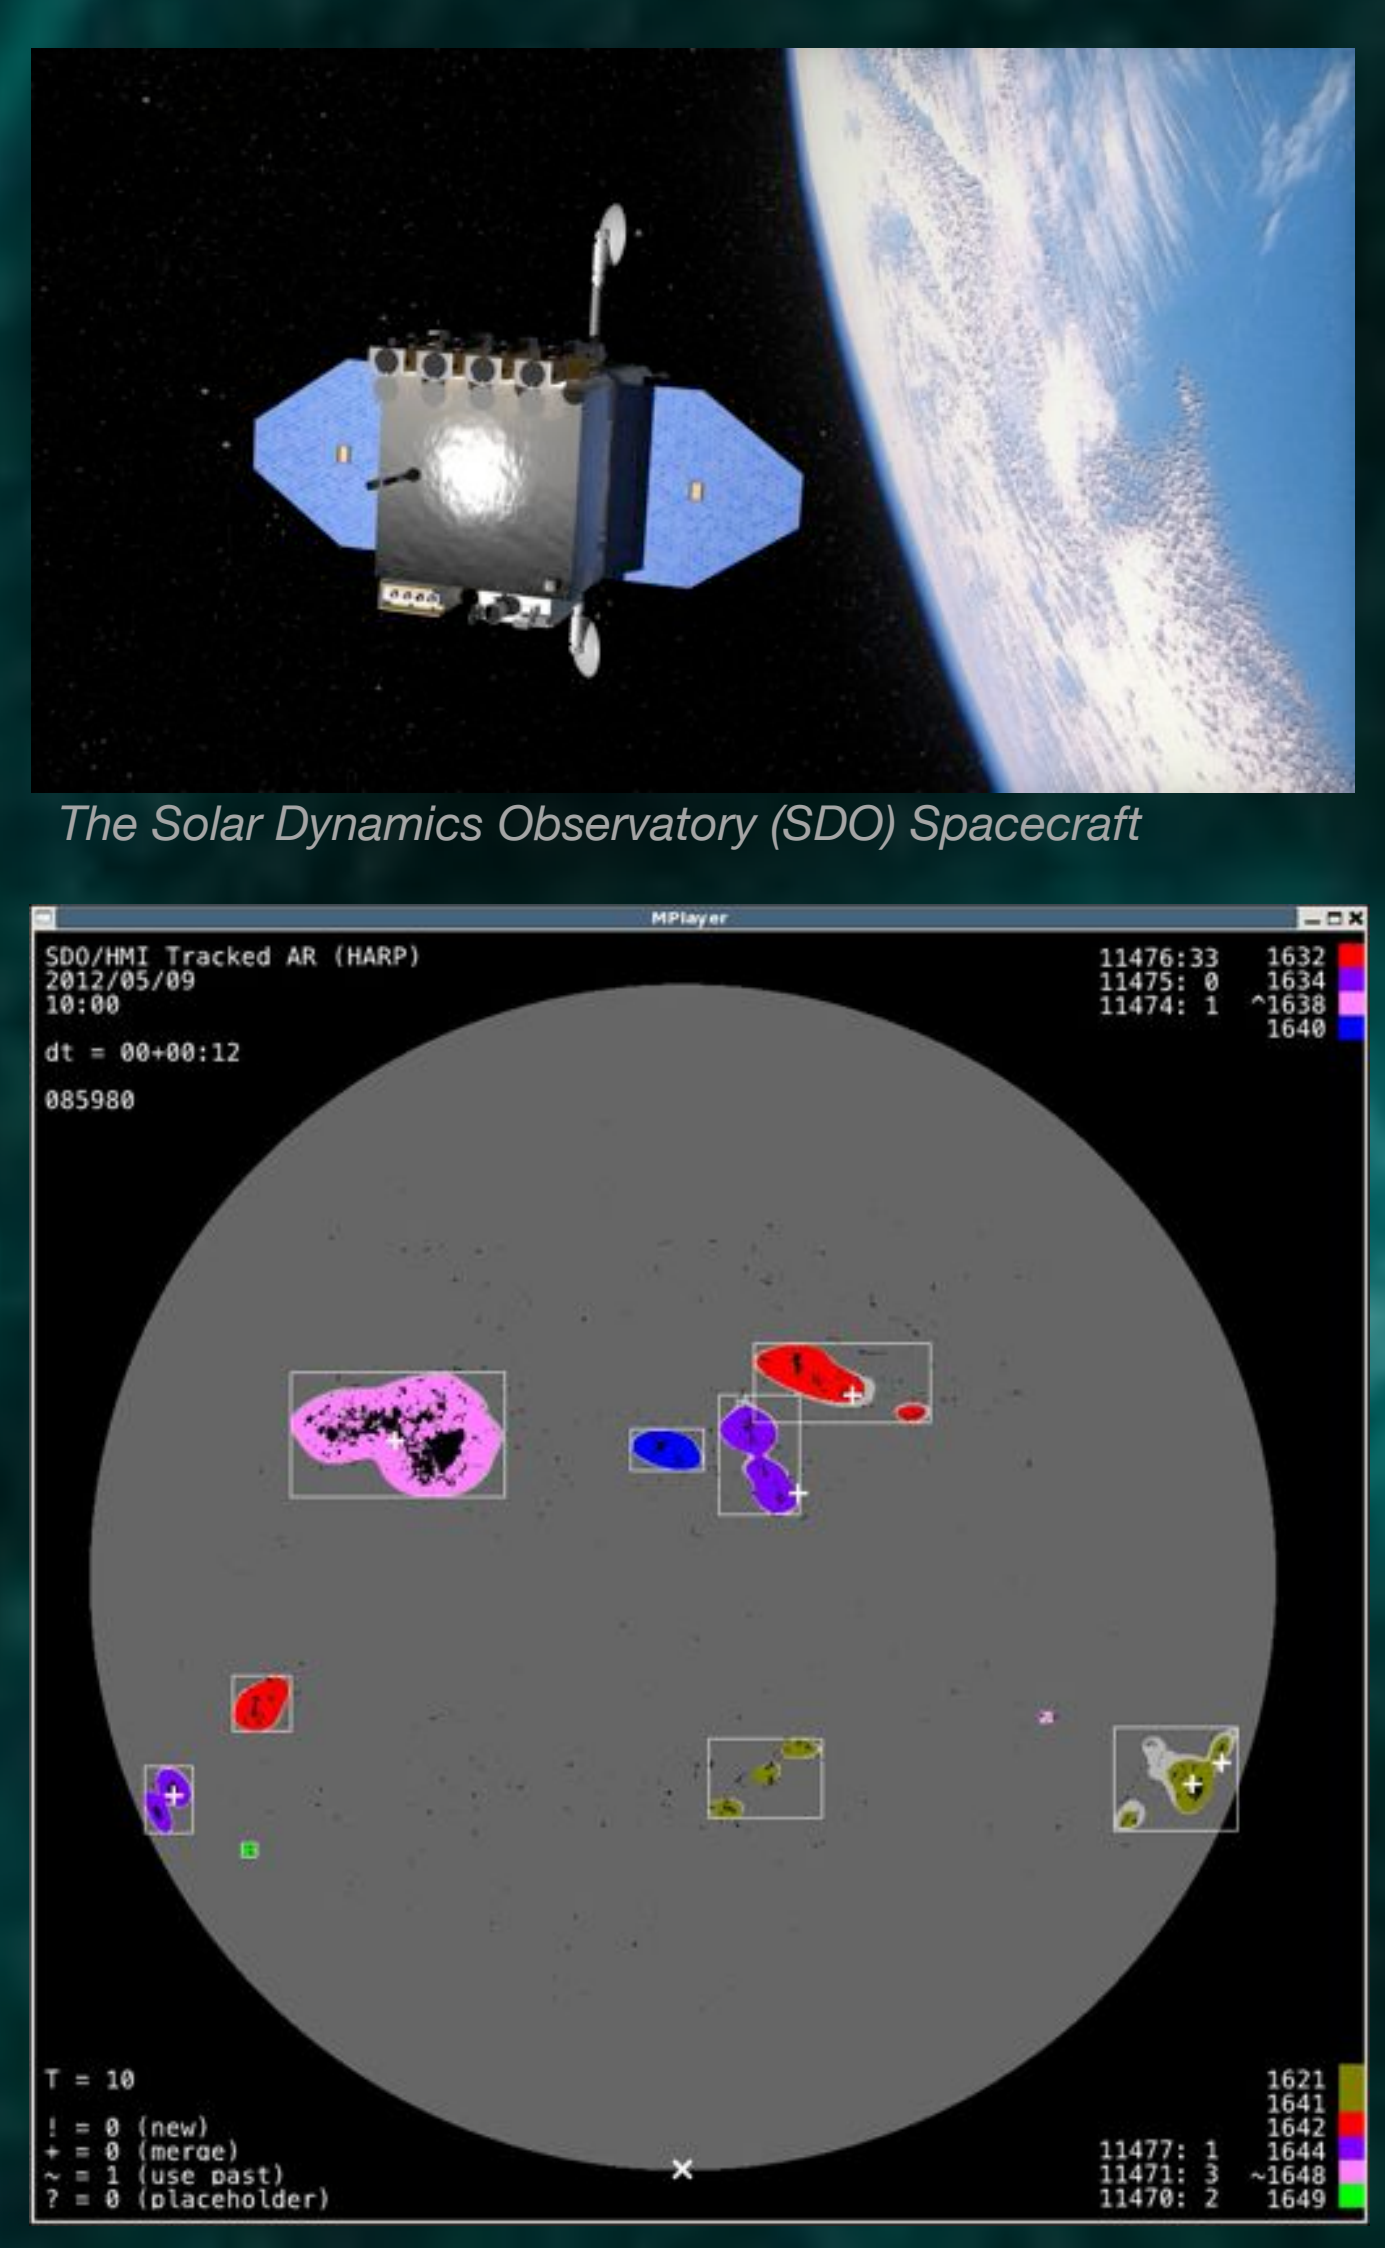 The Solar Dynamics Observatory (SDO) Spacecraft
MPlayer
SDO/HMI Tracked AR (HARP)
2012/05/09
10:00
dt = 00+00:12
085980
11476:33 1632
11475: 0 1634
11474: 1 ^1638
1640
T = 10
! = 0 (new)
+ = 0 (merge)
~ = 1 (use past)
? = 0 (placeholder)
1621
1641
1642
11477: 1 1644
11471: 3 ~1648
11470: 2 1649